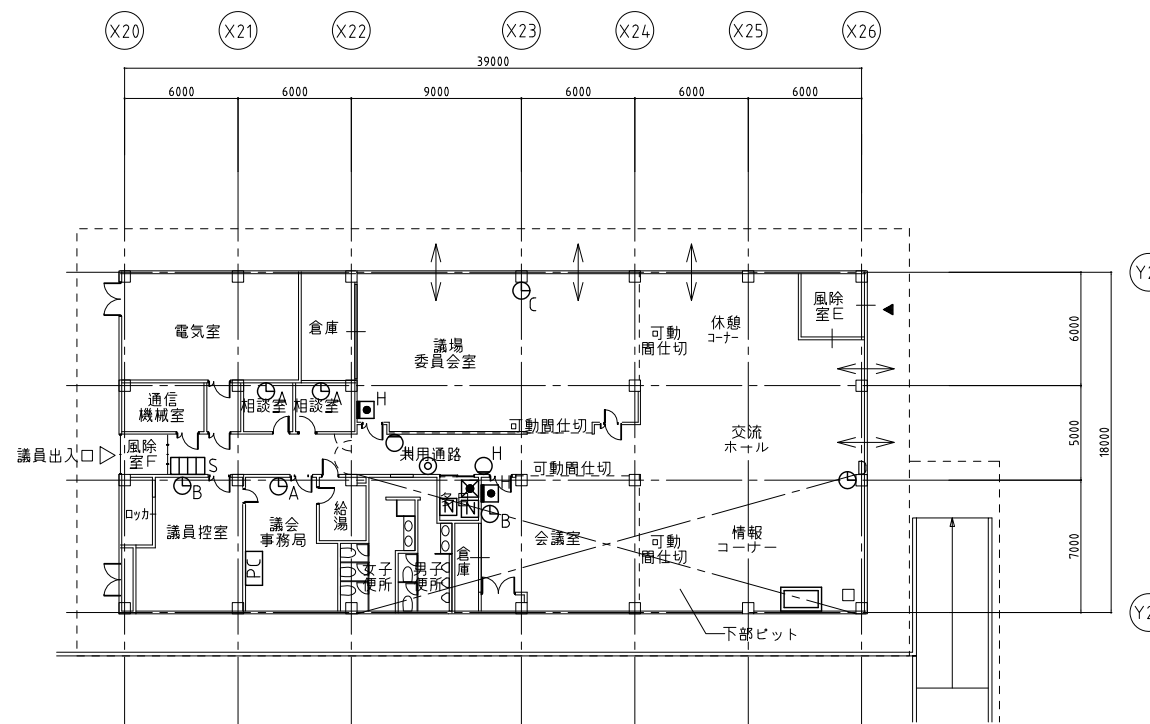 X20 X21 X22 X23 X24 X25 X26
39000
6000 6000 9000 6000 6000 6000
Y2
風除
室E
電気室
倉庫
議場
委員会室
C
可動
間仕切
休憩
コーナー
6000
通信
機械室
相談室
A
相談室
A
H
可動間仕切
交流
ホール
5000
18000
議員出入口
風除
室F
S
共用通路
H
可動間仕切
D
B
A
B
ロッカー
議員控室
議会
事務局
給
湯
PC
女子
便所
男子
便所
倉
庫
会議室
可動
間仕切
情報
コーナー
7000
下部ピット
Y2